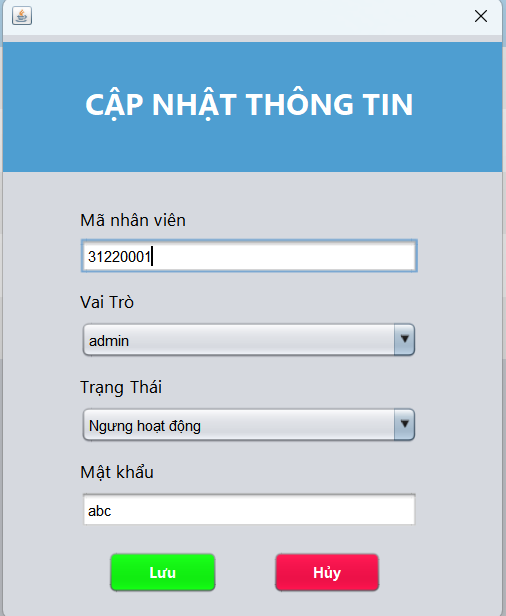 CẬP NHẬT THÔNG TIN
Mã nhân viên
31220001
Vai Trò
admin
Trạng Thái
Ngưng hoạt động
Mật khẩu
abc
Lưu Hủy